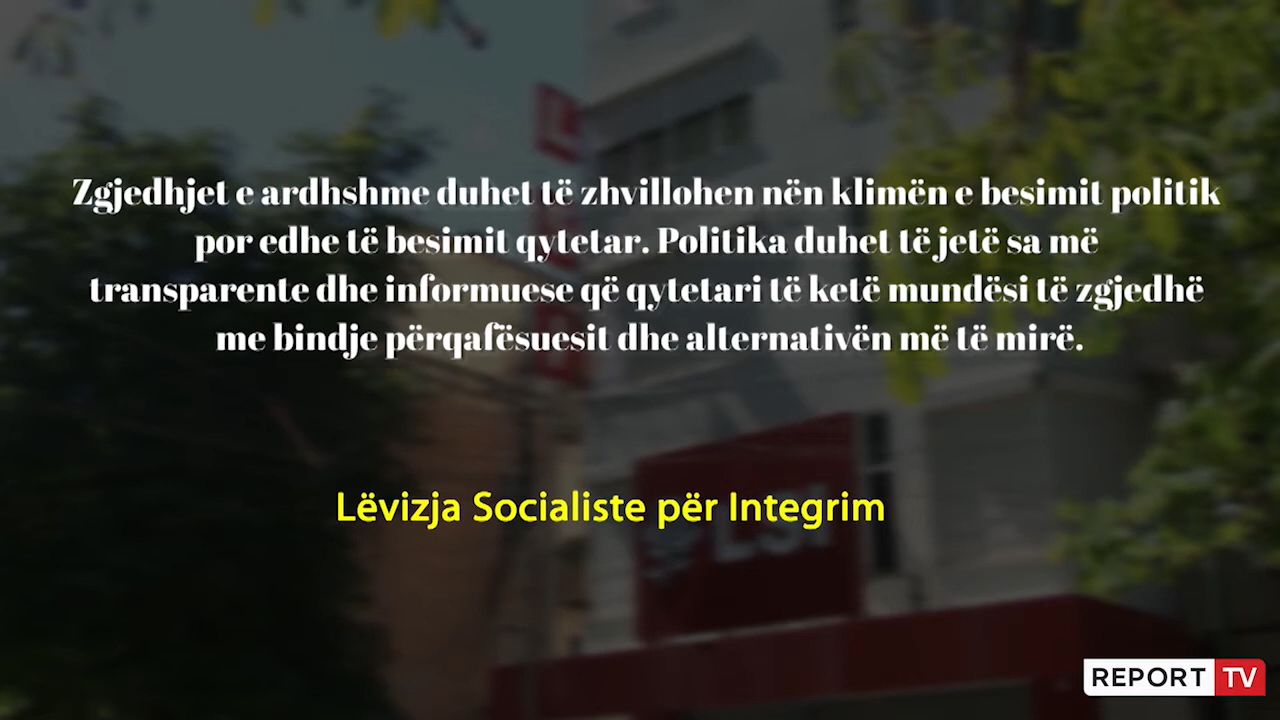 Zgjedhjet e ardhshme duhet të zhvillohen nën klimën e besimit politik
por edhe të besimit qytetar. Politika duhet të jetë sa më
transparente dhe informuese që qytetari të ketë mundësi të zgjedhë
me bindje përqafësuesit dhe alternativën më të mirë.
Lëvizja Socialiste për Integrim
LSI
REPORT TV